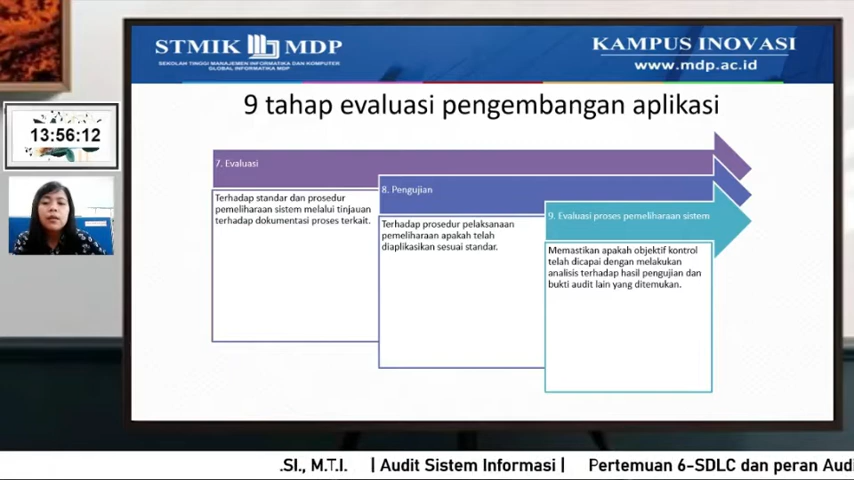 STMIK MDP
SEKOLAH TINGGI MANAJEMEN INFORMATIKA DAN KOMPUTER
GLOBAL INFORMATIKA MDP
KAMPUS INOVASI
www.mdp.ac.id
9 tahap evaluasi pengembangan aplikasi
13:56:12
7. Evaluasi
Terhadap standar dan prosedur
pemeliharaan sistem melalui tinjauan
terhadap dokumentasi proses terkait.
8. Pengujian
Terhadap prosedur pelaksanaan
pemeliharaan apakah telah
diaplikasikan sesuai standar.
9. Evaluasi proses pemeliharaan sistem
Memastikan apakah objektif kontrol
telah dicapai dengan melakukan
analisis terhadap hasil pengujian dan
bukti audit lain yang ditemukan.
.SI., M.T.I. | Audit Sistem Informasi | Pertemuan 6-SDLC dan peran Aud